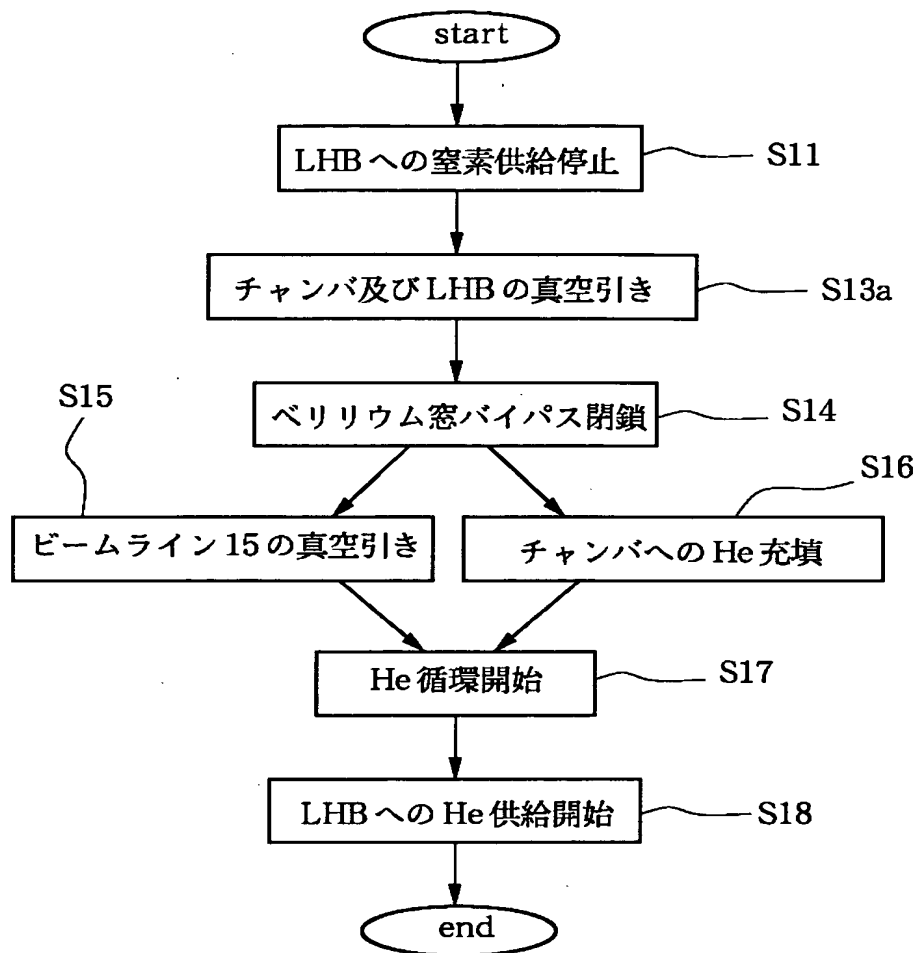 start
LHBへの窒素供給停止
S11
チャンバ及びLHBの真空引き
S13a
ベリリウム窓バイパス閉鎖
S14
S15
S16
ビームライン15の真空引き
チャンバへのHe充填
He循環開始
S17
LHBへのHe供給開始
S18
end